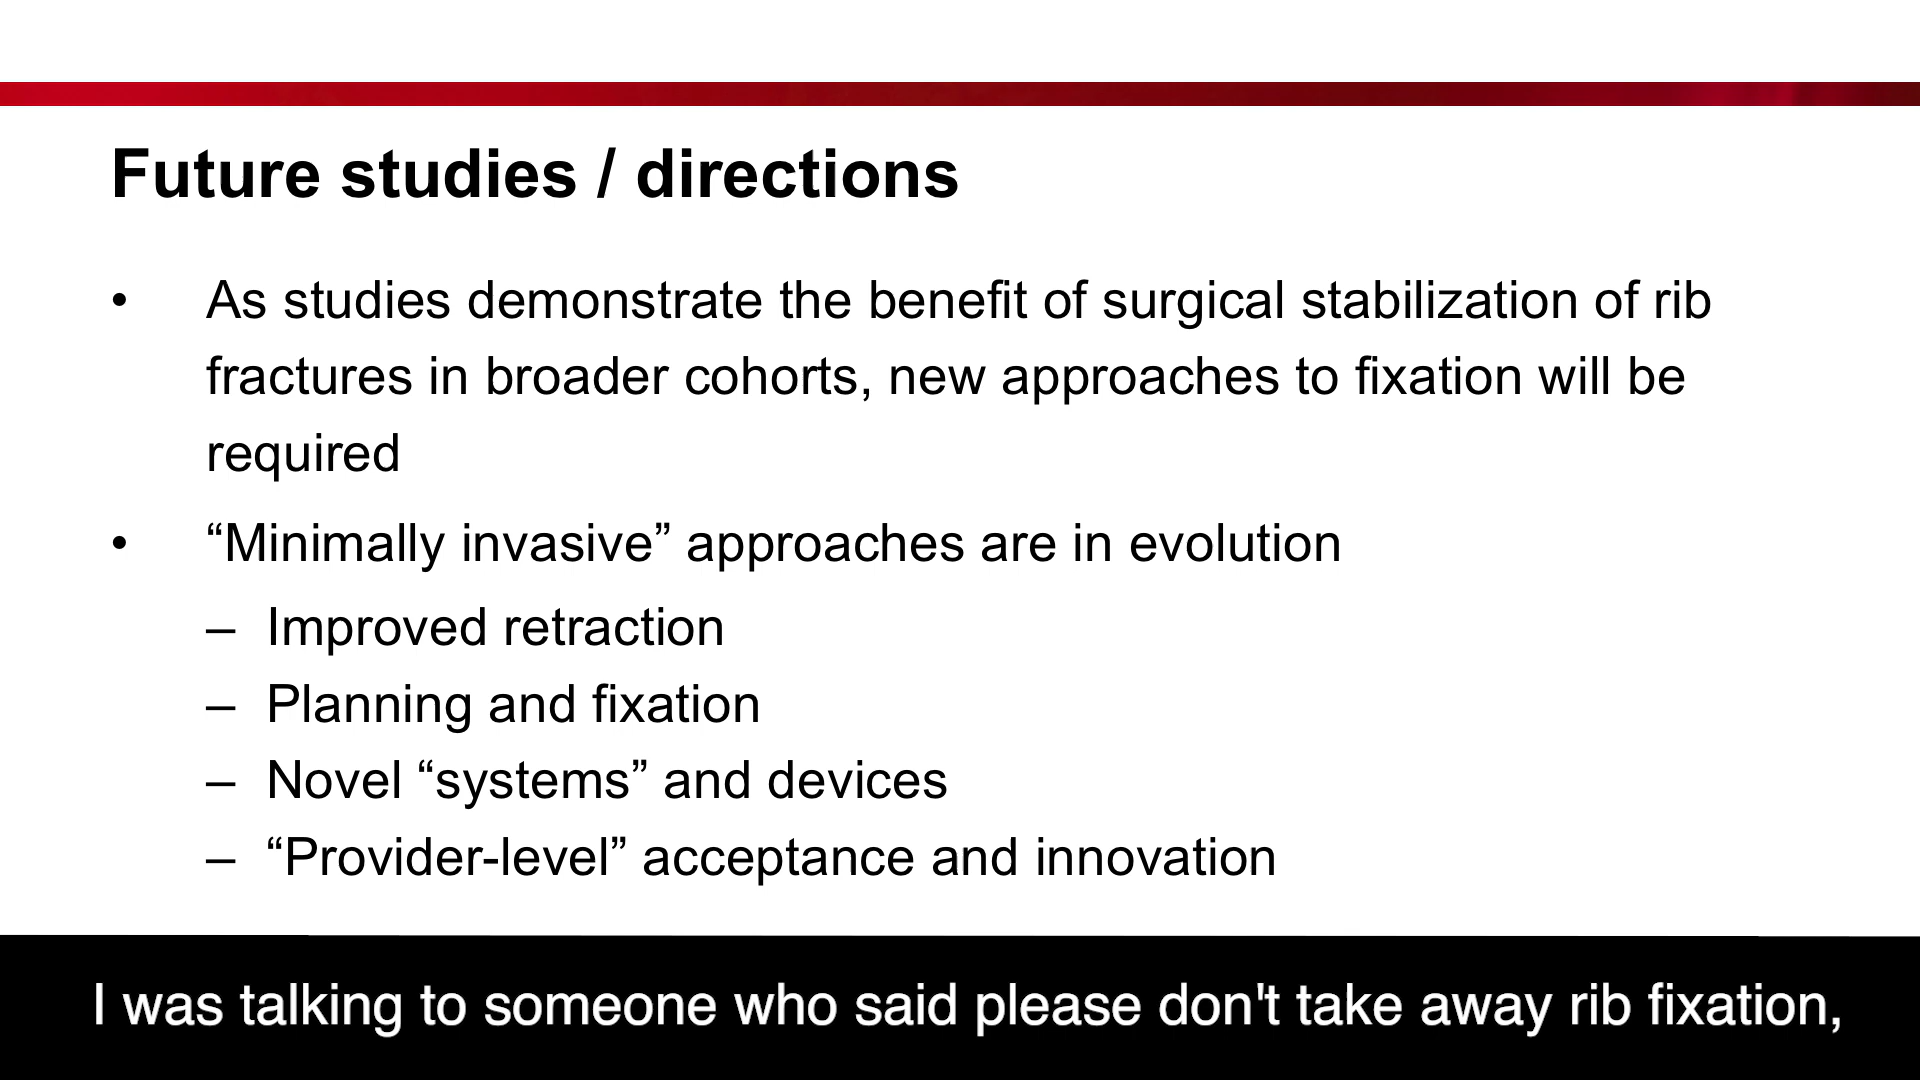 Future studies / directions
• As studies demonstrate the benefit of surgical stabilization of rib
fractures in broader cohorts, new approaches to fixation will be
required
• “Minimally invasive” approaches are in evolution
– Improved retraction
– Planning and fixation
– Novel “systems” and devices
– “Provider-level” acceptance and innovation
I was talking to someone who said please don't take away rib fixation,